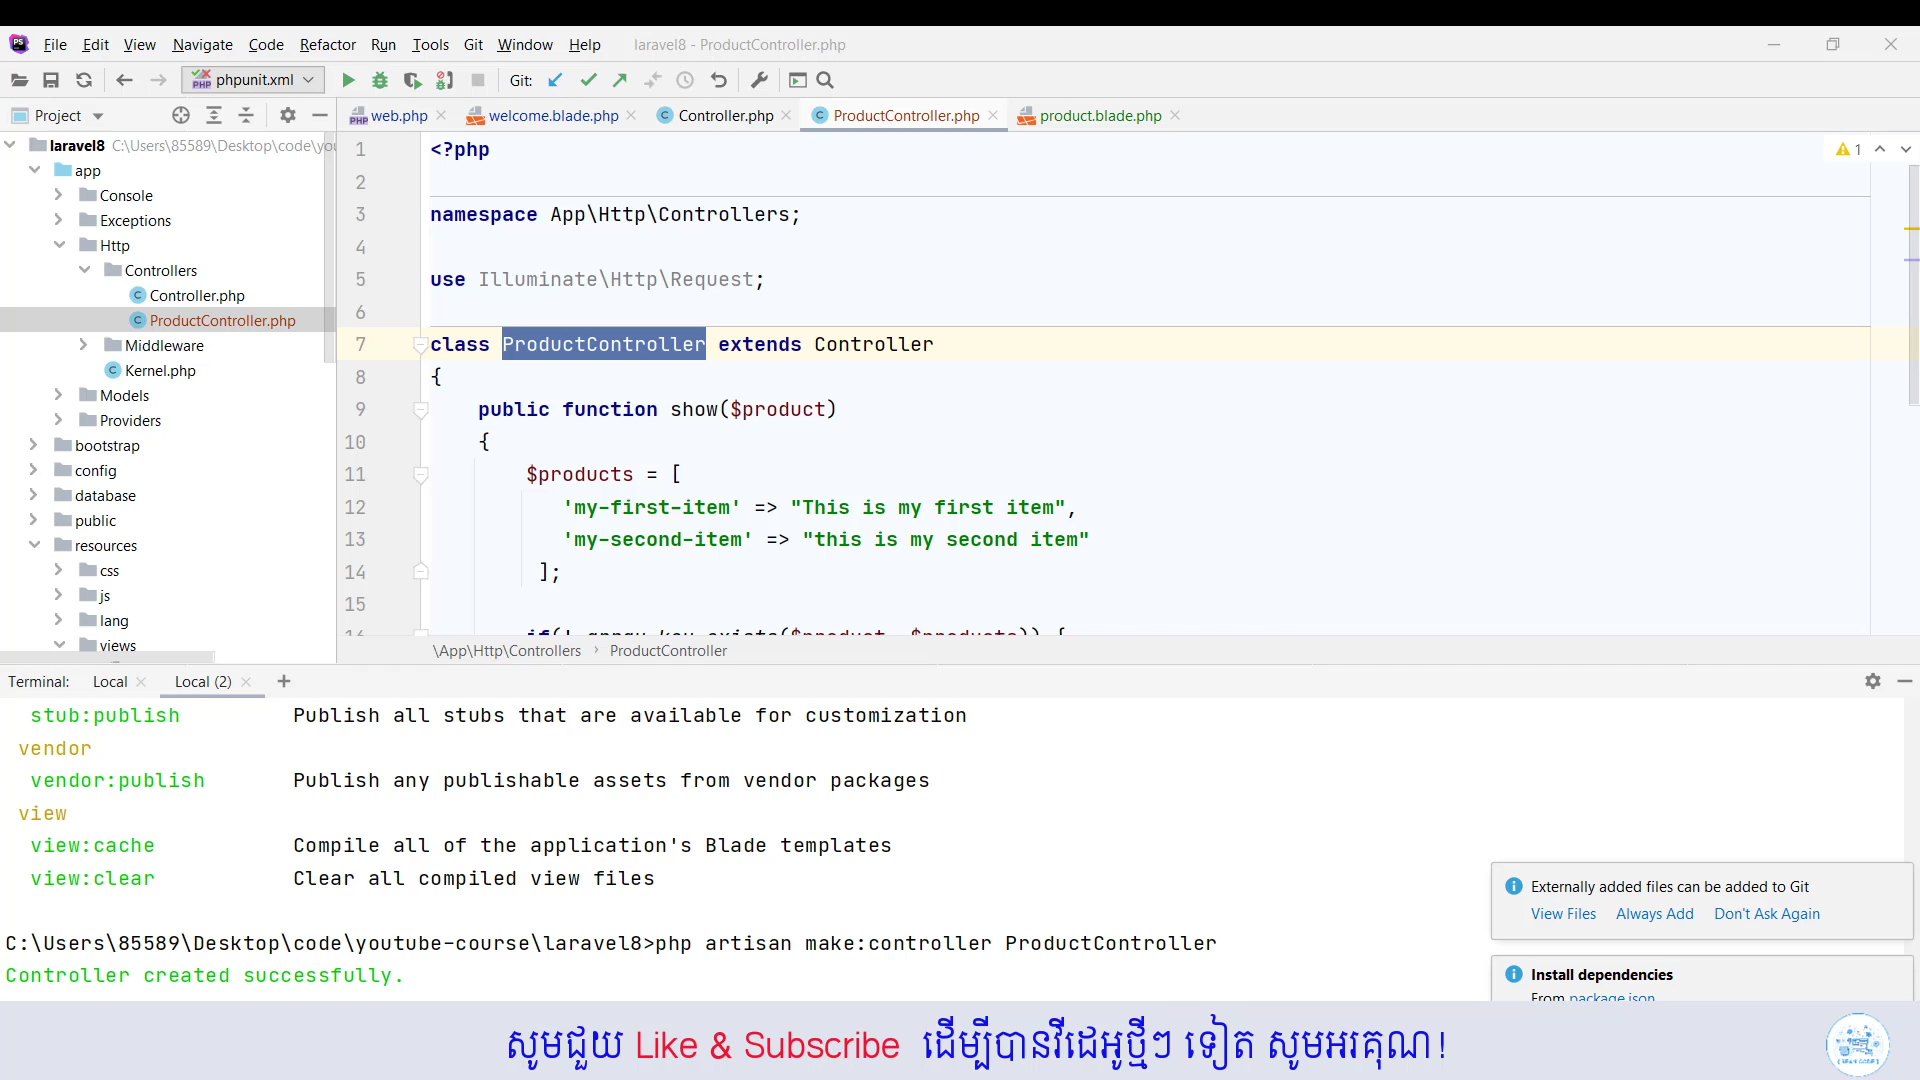 File Edit View Navigate Code Refactor Run Tools Git Window Help laravel8 - ProductController.php
phpunit.xml Git:
Project
web.php welcome.blade.php Controller.php ProductController.php product.blade.php
laravel8 C:\Users\85589\Desktop\code\yo
app
Console
Exceptions
Http
Controllers
Controller.php
ProductController.php
Middleware
Kernel.php
Models
Providers
bootstrap
config
database
public
resources
css
js
lang
views
1 <?php
2
3 namespace App\Http\Controllers;
4
5 use Illuminate\Http\Request;
6
7 class ProductController extends Controller
8 {
9 public function show($product)
10 {
11 $products = [
12 'my-first-item' => "This is my first item",
13 'my-second-item' => "this is my second item"
14 ];
15
16 if(! array_key_exists($product, $products)) {
1
\App\Http\Controllers › ProductController
Terminal: Local Local (2)
stub:publish Publish all stubs that are available for customization
vendor
vendor:publish Publish any publishable assets from vendor packages
view
view:cache Compile all of the application's Blade templates
view:clear Clear all compiled view files
C:\Users\85589\Desktop\code\youtube-course\laravel8>php artisan make:controller ProductController
Controller created successfully.
Externally added files can be added to Git
View Files Always Add Don't Ask Again
Install dependencies
From package.json
សូមជួយ Like & Subscribe ដើម្បីបានវីដេអូថ្មីៗ ទៀត សូមអរគុណ!